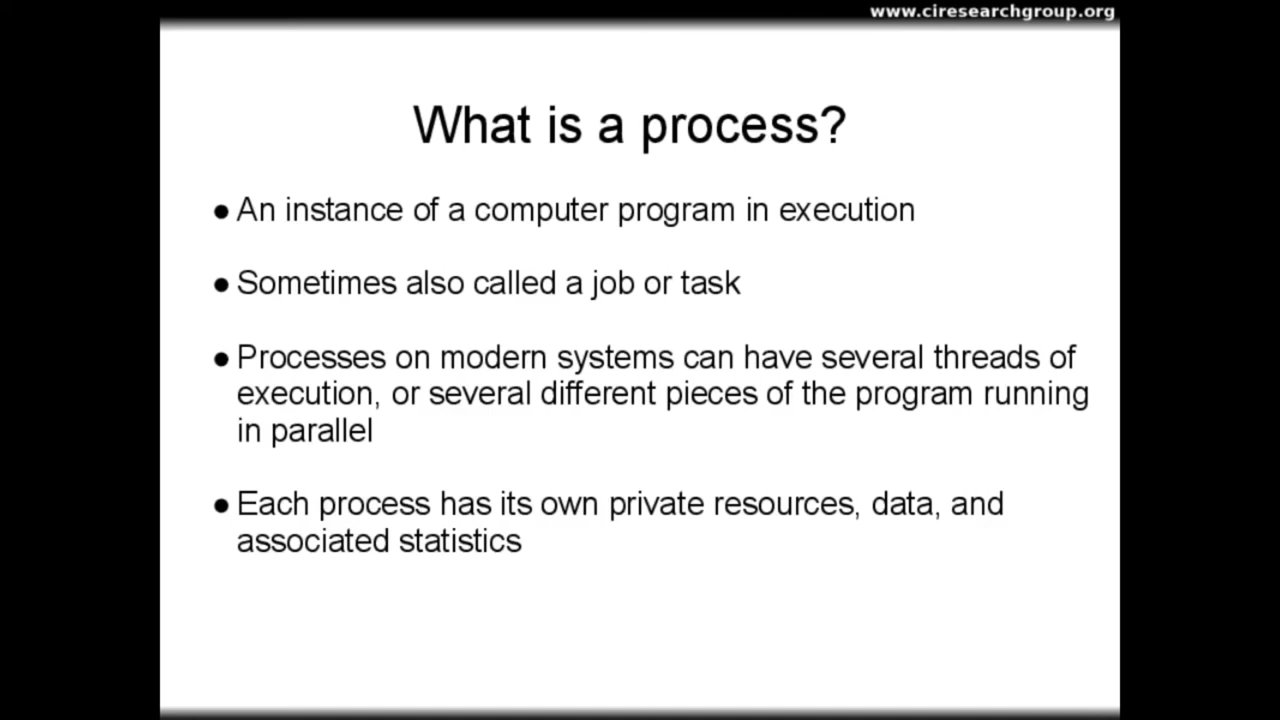 www.ciresearchgroup.org
What is a process?
● An instance of a computer program in execution
● Sometimes also called a job or task
● Processes on modern systems can have several threads of
execution, or several different pieces of the program running
in parallel
● Each process has its own private resources, data, and
associated statistics